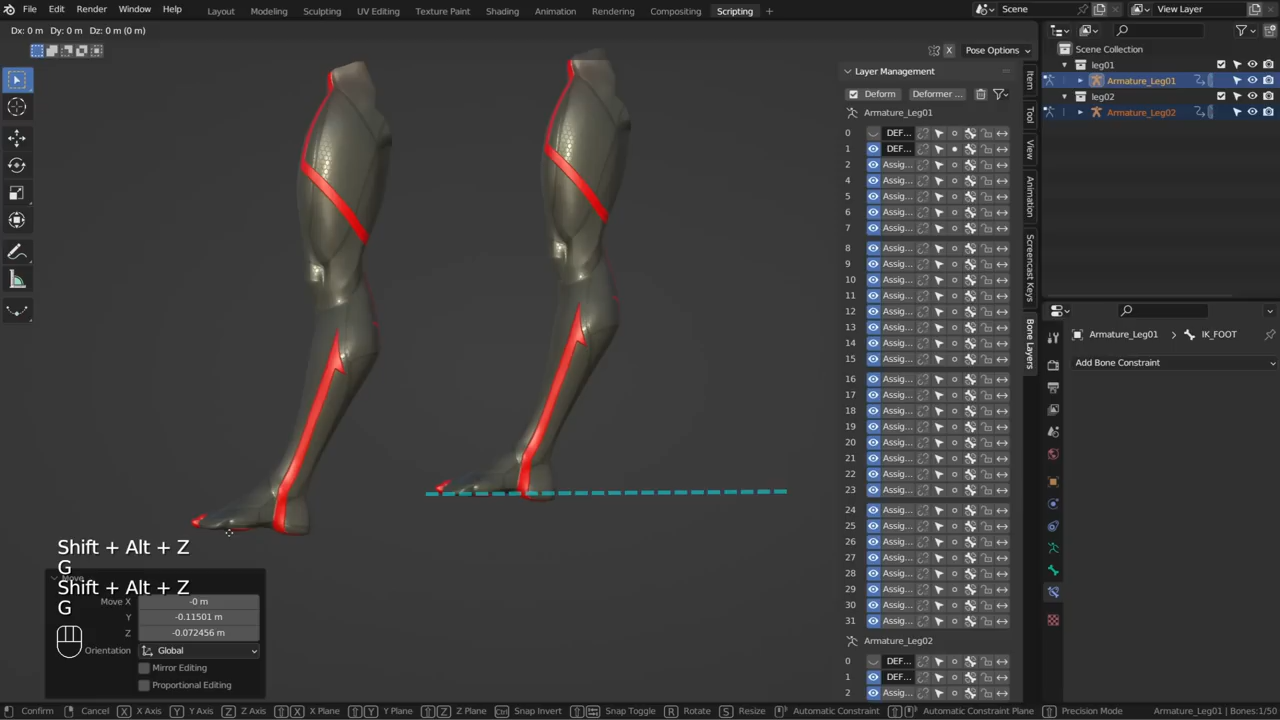 File Edit Render Window Help Layout Modeling Sculpting UV Editing Texture Paint Shading Animation Rendering Compositing Scripting + Scene View Layer
Dx: 0 m Dy: 0 m Dz: 0 m (0 m)
X Pose Options
Scene Collection
leg01
Armature_Leg01
leg02
Armature_Leg02
Item
Tool
View
Animation
Screencast Keys
Bone Layers
Layer Management
Deform Deformer ...
Armature_Leg01
0 DEF...
1 DEF...
2 Assig...
4 Assig...
5 Assig...
6 Assig...
7 Assig...
8 Assig...
9 Assig...
10 Assig...
11 Assig...
12 Assig...
13 Assig...
14 Assig...
15 Assig...
16 Assig...
17 Assig...
18 Assig...
19 Assig...
20 Assig...
21 Assig...
22 Assig...
23 Assig...
24 Assig...
25 Assig...
26 Assig...
27 Assig...
28 Assig...
29 Assig...
30 Assig...
31 Assig...
Armature_Leg02
0 DEF...
1 DEF...
2 Assig...
Armature_Leg01 > IK_FOOT
Add Bone Constraint
Shift + Alt + Z
G
Shift + Alt + Z
G
Move
Move X -0 m
Y -0.11501 m
Z -0.072456 m
Orientation Global
Mirror Editing
Proportional Editing
Confirm Cancel X X Axis Y Y Axis Z Z Axis X X Plane Y Y Plane Z Z Plane Snap Invert Snap Toggle R Rotate S Resize Automatic Constraint Automatic Constraint Plane Precision Mode Armature_Leg01 | Bones:1/50